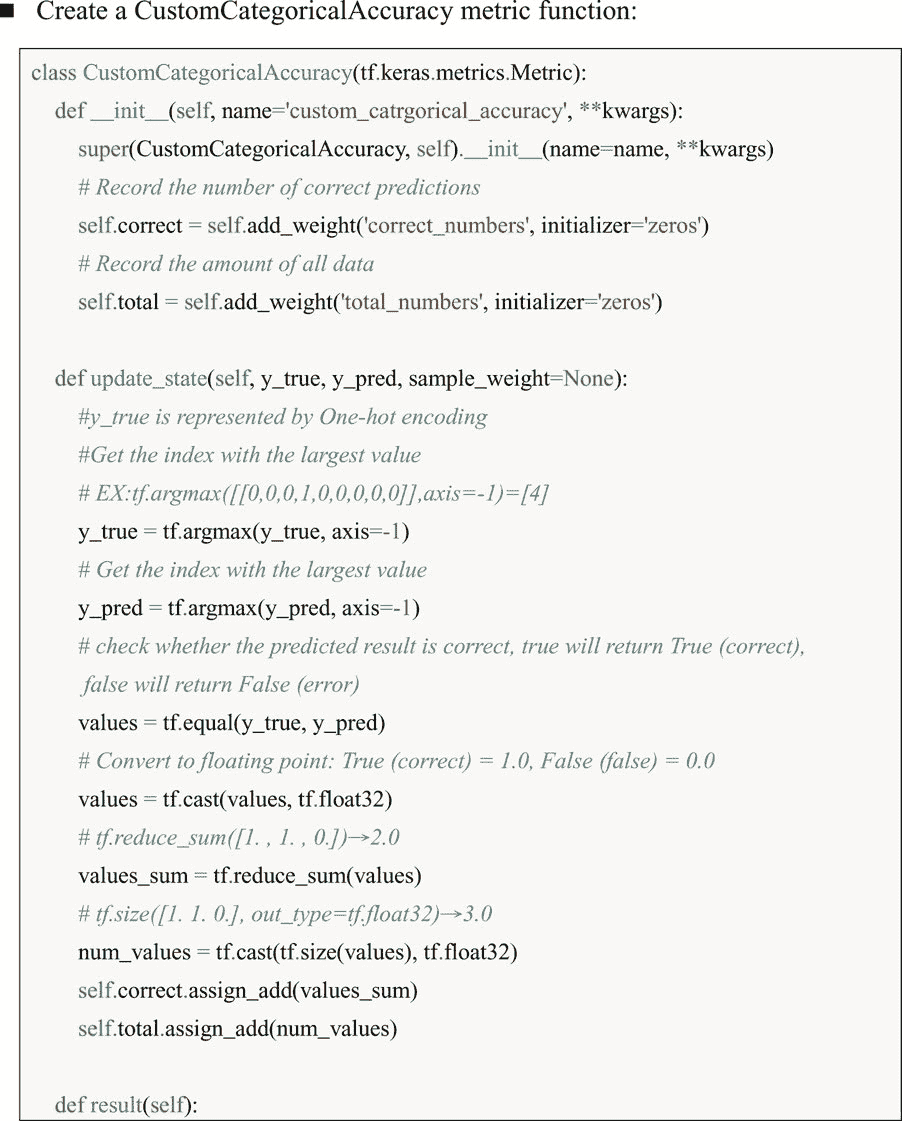 ■ Create a CustomCategoricalAccuracy metric function:
class CustomCategoricalAccuracy(tf.keras.metrics.Metric):
def __init__(self, name='custom_catrgorical_accuracy', **kwargs):
super(CustomCategoricalAccuracy, self).__init__(name=name, **kwargs)
# Record the number of correct predictions
self.correct = self.add_weight('correct_numbers', initializer='zeros')
# Record the amount of all data
self.total = self.add_weight('total_numbers', initializer='zeros')
def update_state(self, y_true, y_pred, sample_weight=None):
#y_true is represented by One-hot encoding
#Get the index with the largest value
# EX:tf.argmax([[0,0,0,1,0,0,0,0,0]],axis=-1)=[4]
y_true = tf.argmax(y_true, axis=-1)
# Get the index with the largest value
y_pred = tf.argmax(y_pred, axis=-1)
# check whether the predicted result is correct, true will return True (correct),
false will return False (error)
values = tf.equal(y_true, y_pred)
# Convert to floating point: True (correct) = 1.0, False (false) = 0.0
values = tf.cast(values, tf.float32)
# tf.reduce_sum([1. , 1. , 0.])→2.0
values_sum = tf.reduce_sum(values)
# tf.size([1. 1. 0.], out_type=tf.float32)→3.0
num_values = tf.cast(tf.size(values), tf.float32)
self.correct.assign_add(values_sum)
self.total.assign_add(num_values)
def result(self):